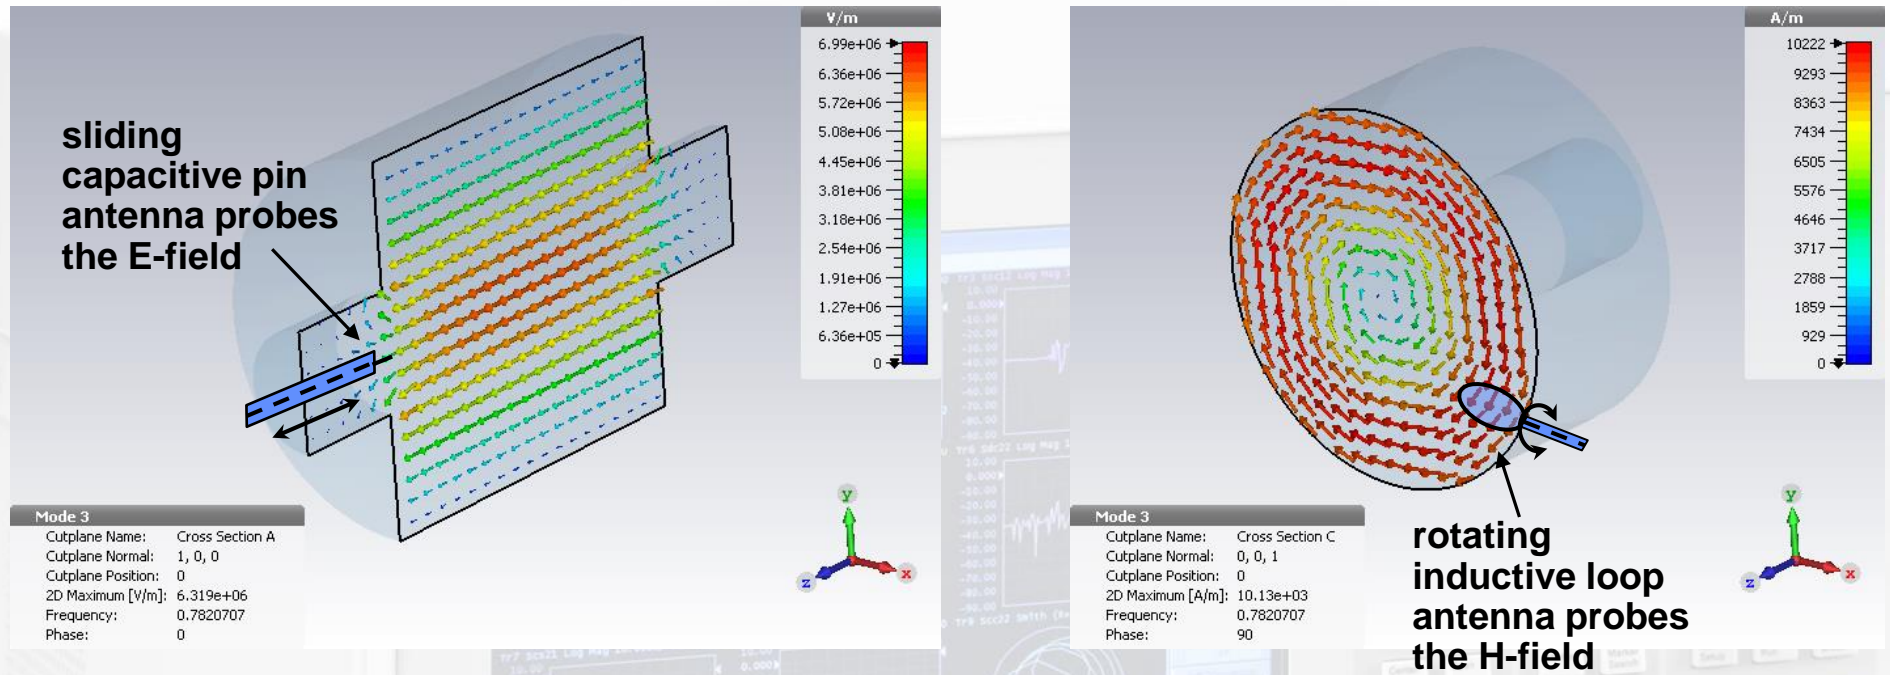 V/m
6.99e+06
6.36e+06
5.72e+06
5.08e+06
4.45e+06
3.81e+06
3.18e+06
2.54e+06
1.91e+06
1.27e+06
6.36e+05
0
sliding
capacitive pin
antenna probes
the E-field
Mode 3
Cutplane Name: Cross Section A
Cutplane Normal: 1, 0, 0
Cutplane Position: 0
2D Maximum [V/m]: 6.319e+06
Frequency: 0.7820707
Phase: 0
y
z
x
A/m
10222
9293
8363
7434
6505
5576
4646
3717
2788
1859
929
0
Mode 3
Cutplane Name: Cross Section C
Cutplane Normal: 0, 0, 1
Cutplane Position: 0
2D Maximum [A/m]: 10.13e+03
Frequency: 0.7820707
Phase: 90
rotating
inductive loop
antenna probes
the H-field
y
z
x